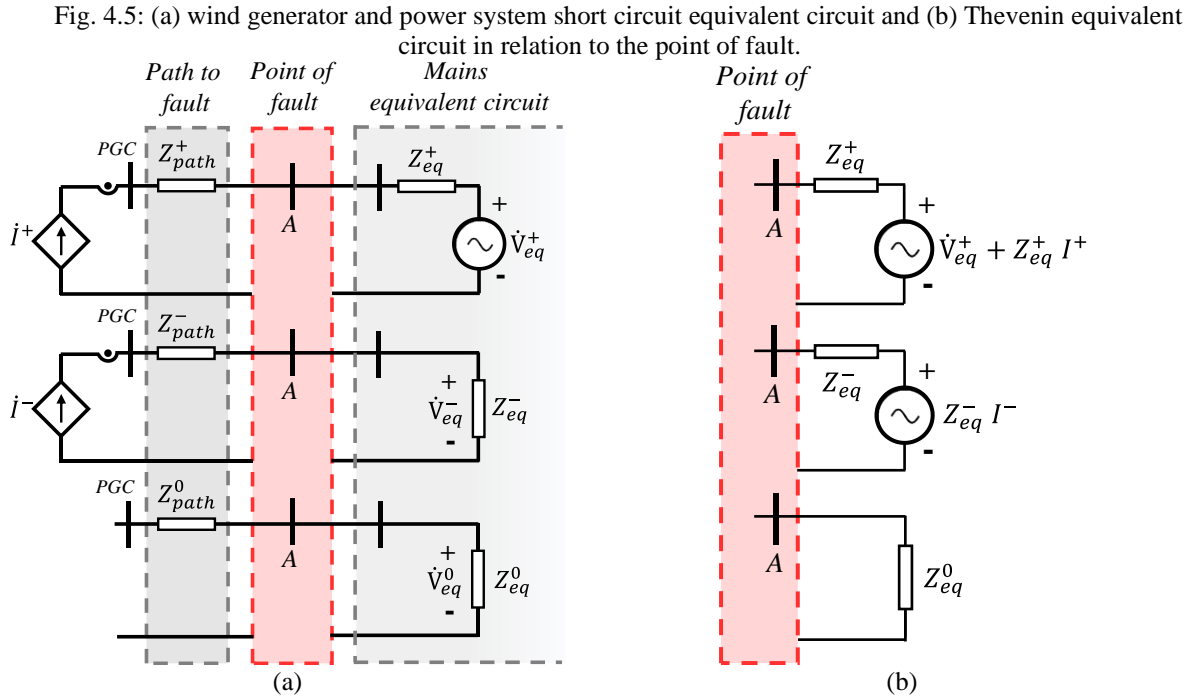 Fig. 4.5: (a) wind generator and power system short circuit equivalent circuit and (b) Thevenin equivalent
circuit in relation to the point of fault.
Path to
fault
Point of
fault
Mains
equivalent circuit
PGC
Z⁺path
Z⁺eq
A
İ⁺
+
V̇⁺eq
-
PGC
Z⁻path
A
İ⁻
+
V̇⁻eq
-
Z⁻eq
PGC
Z⁰path
A
+
V̇⁰eq
-
Z⁰eq
(a)
Point of
fault
Z⁺eq
A
+
V̇⁺eq + Z⁺eq I⁺
-
A
Z⁻eq
+
Z⁻eq I⁻
-
A
Z⁰eq
(b)